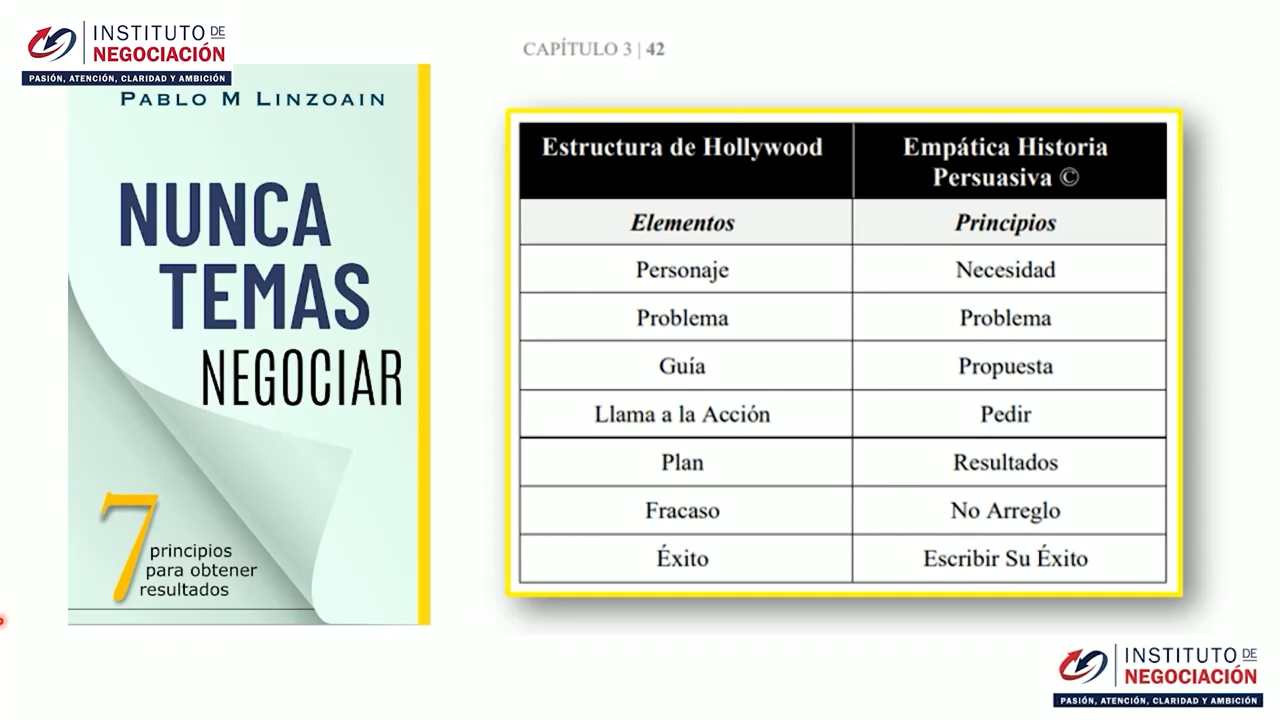 INSTITUTO DE
NEGOCIACIÓN
PASIÓN, ATENCIÓN, CLARIDAD Y AMBICIÓN
PABLO M LINZOAIN
NUNCA
TEMAS
NEGOCIAR
7
principios
para obtener
resultados
CAPÍTULO 3 | 42
Estructura de Hollywood
Empática Historia
Persuasiva ©
Elementos
Principios
Personaje
Necesidad
Problema
Problema
Guía
Propuesta
Llama a la Acción
Pedir
Plan
Resultados
Fracaso
No Arreglo
Éxito
Escribir Su Éxito
INSTITUTO DE
NEGOCIACIÓN
PASIÓN, ATENCIÓN, CLARIDAD Y AMBICIÓN